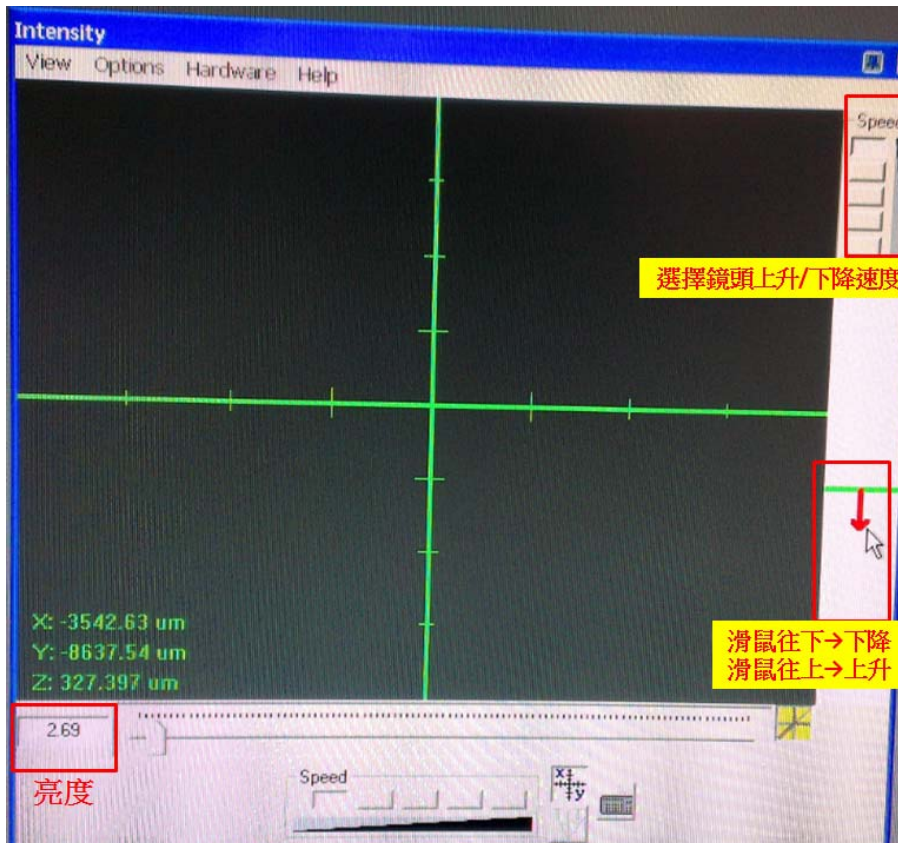 Intensity
View Options Hardware Help
Speed
選擇鏡頭上升/下降速度
X: -3542.63 um
Y: -8637.54 um
Z: 327.397 um
滑鼠往下→下降
滑鼠往上→上升
2.69
亮度
Speed
x
y